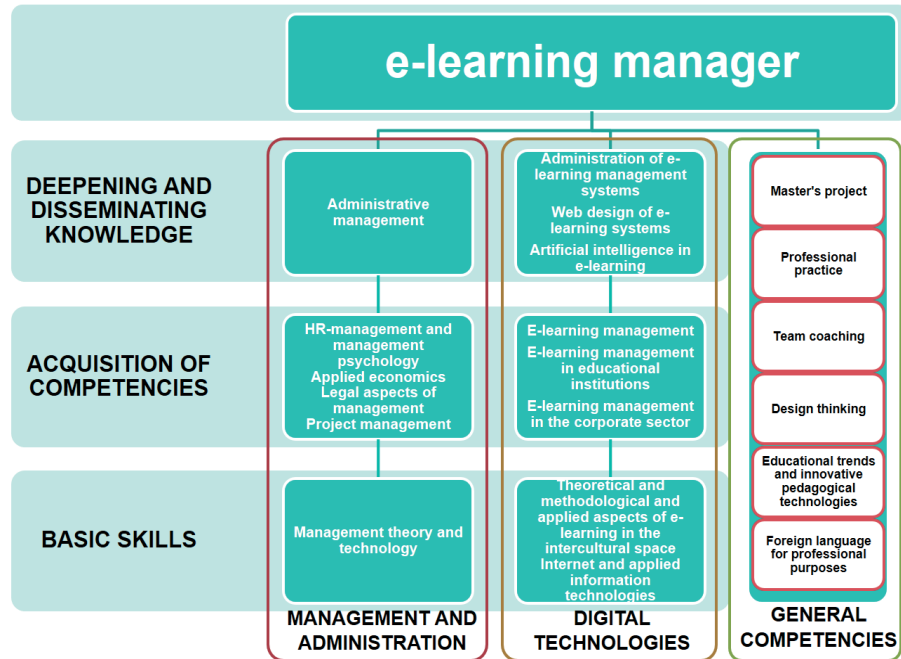 e-learning manager
DEEPENING AND
DISSEMINATING
KNOWLEDGE
Administrative
management
Administration of e-
learning management
systems
Web design of e-
learning systems
Artificial intelligence in
e-learning
Master's project
Professional
practice
ACQUISITION OF
COMPETENCIES
HR-management and
management
psychology
Applied economics
Legal aspects of
management
Project management
E-learning management
E-learning management
in educational
institutions
E-learning management
in the corporate sector
Team coaching
Design thinking
BASIC SKILLS
Management theory and
technology
Theoretical and
methodological and
applied aspects of e-
learning in the
intercultural space
Internet and applied
information
technologies
Educational trends
and innovative
pedagogical
technologies
Foreign language
for professional
purposes
MANAGEMENT AND
ADMINISTRATION
DIGITAL
TECHNOLOGIES
GENERAL
COMPETENCIES